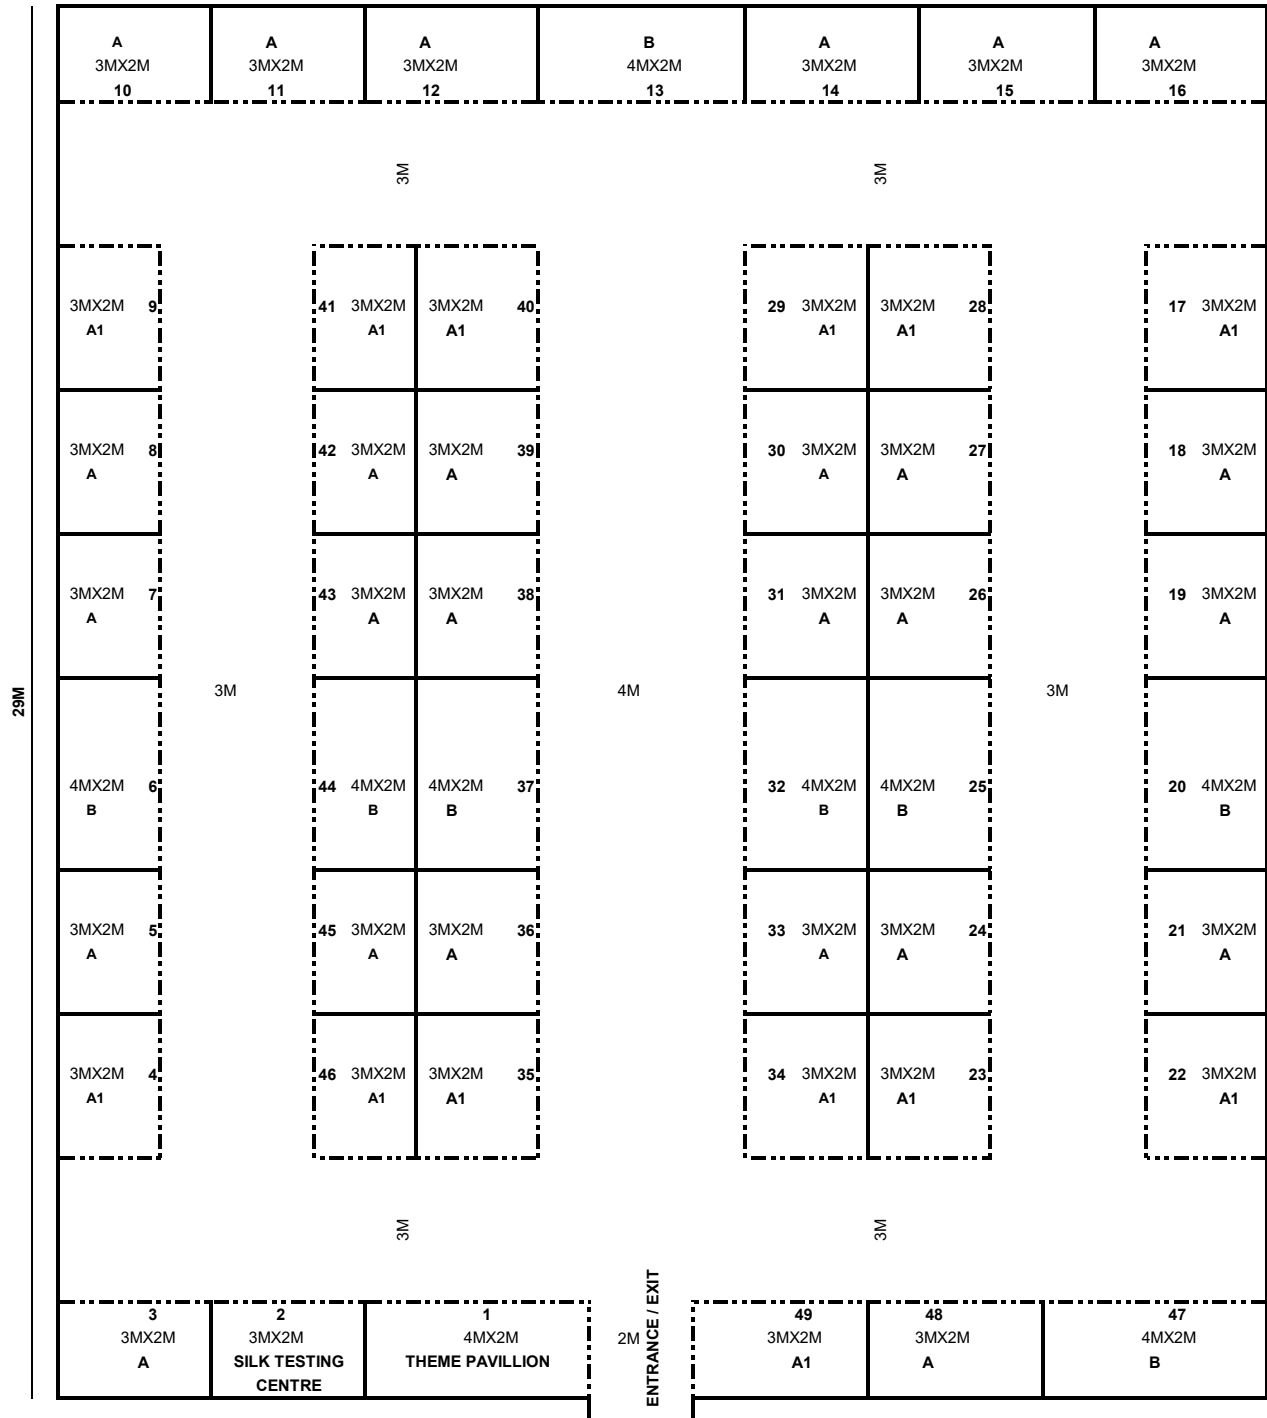 A A A B A A A
3MX2M 3MX2M 3MX2M 4MX2M 3MX2M 3MX2M 3MX2M
10 11 12 13 14 15 16
3M 3M
3MX2M 9 41 3MX2M 3MX2M 40 29 3MX2M 3MX2M 28 17 3MX2M
A1 A1 A1 A1 A1 A1
3MX2M 8 42 3MX2M 3MX2M 39 30 3MX2M 3MX2M 27 18 3MX2M
A A A A A A
3MX2M 7 43 3MX2M 3MX2M 38 31 3MX2M 3MX2M 26 19 3MX2M
A A A A A A
29M 3M 4M 3M
4MX2M 6 44 4MX2M 4MX2M 37 32 4MX2M 4MX2M 25 20 4MX2M
B B B B B B
3MX2M 5 45 3MX2M 3MX2M 36 33 3MX2M 3MX2M 24 21 3MX2M
A A A A A A
3MX2M 4 46 3MX2M 3MX2M 35 34 3MX2M 3MX2M 23 22 3MX2M
A1 A1 A1 A1 A1 A1
3M 3M
3 2 1 49 48 47
3MX2M 3MX2M 4MX2M 2M ENTRANCE / EXIT 3MX2M 3MX2M 4MX2M
A SILK TESTING THEME PAVILLION A1 A B
CENTRE